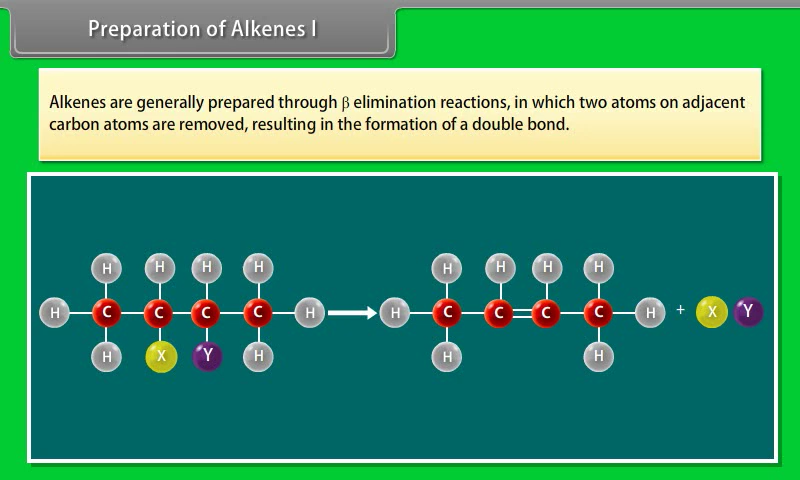 Preparation of Alkenes I
Alkenes are generally prepared through β elimination reactions, in which two atoms on adjacent
carbon atoms are removed, resulting in the formation of a double bond.
H H H H H H H H
H C C C C H H C C C C H + X Y
H X Y H H H